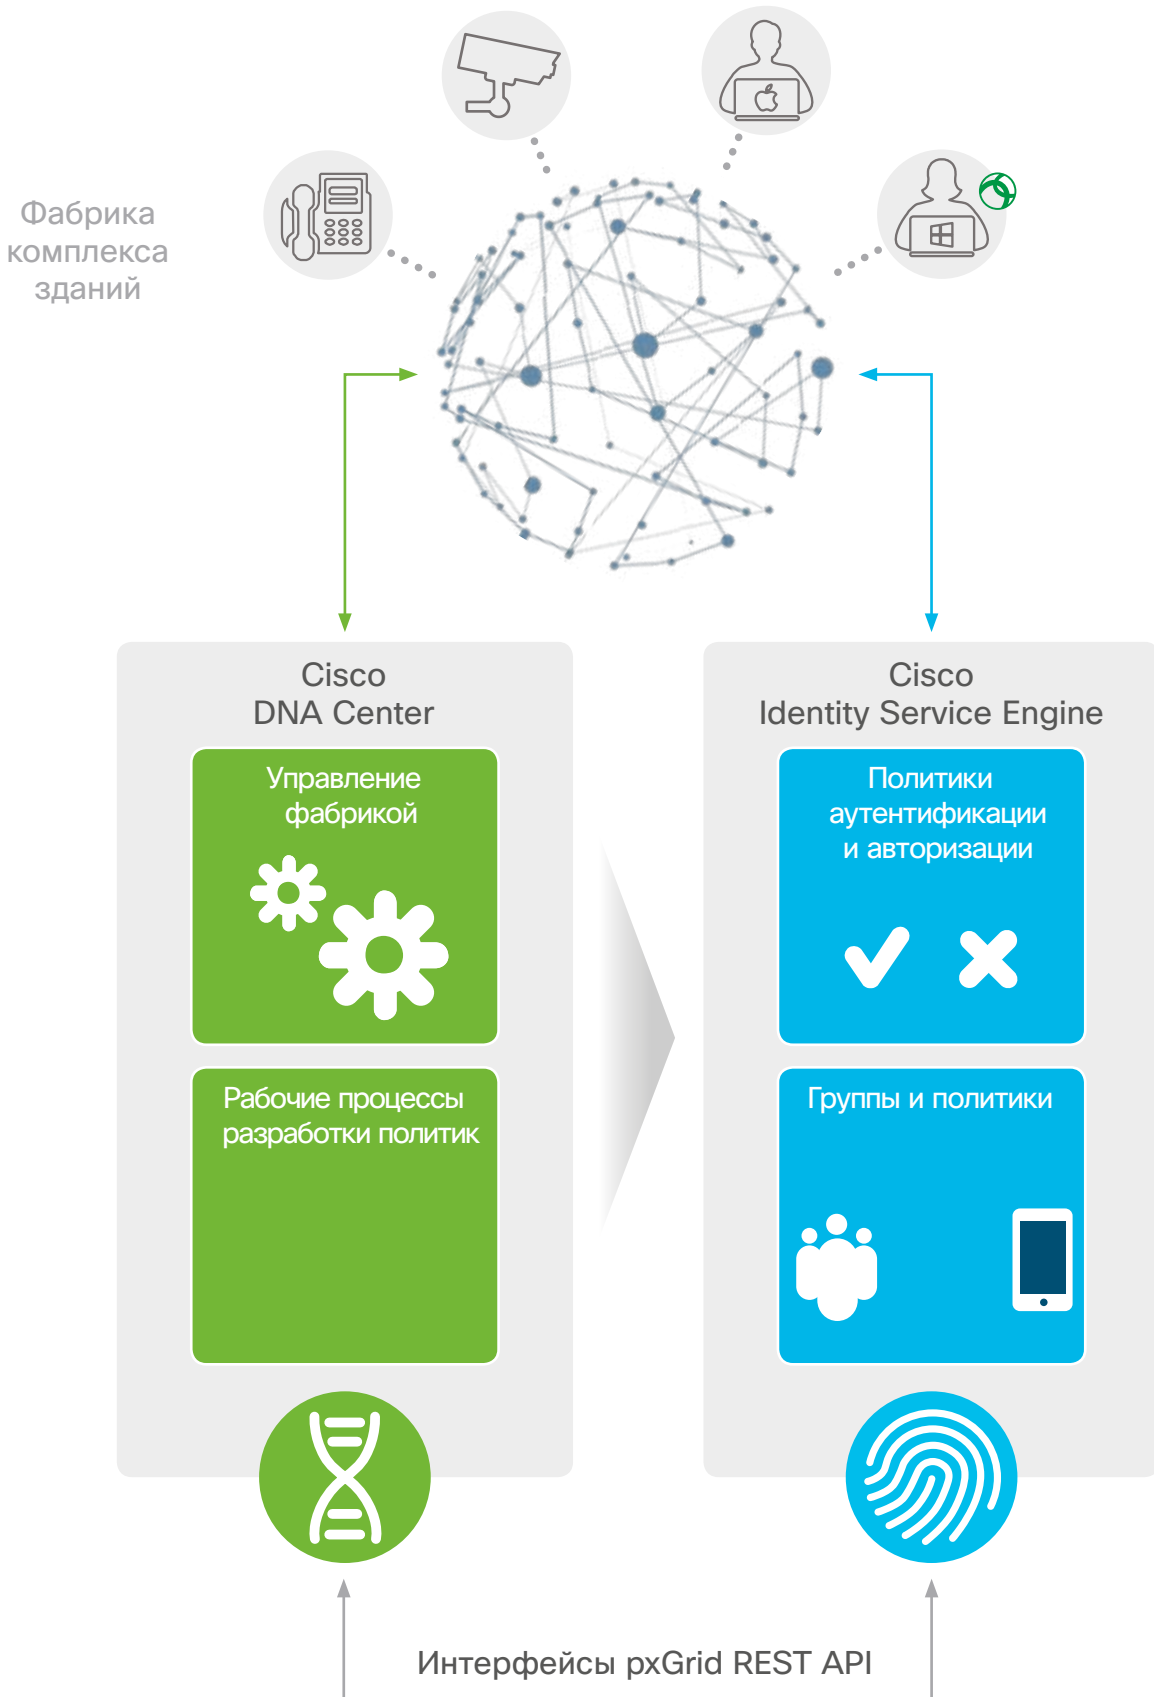 Фабрика
комплекса
зданий
Cisco
DNA Center
Управление
фабрикой
Рабочие процессы
разработки политик
Cisco
Identity Service Engine
Политики
аутентификации
и авторизации
Группы и политики
Интерфейсы pxGrid REST API